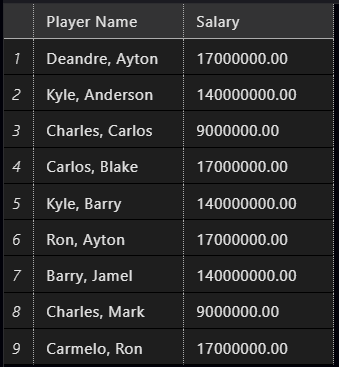 Player Name Salary
1 Deandre, Ayton 17000000.00
2 Kyle, Anderson 140000000.00
3 Charles, Carlos 9000000.00
4 Carlos, Blake 17000000.00
5 Kyle, Barry 140000000.00
6 Ron, Ayton 17000000.00
7 Barry, Jamel 140000000.00
8 Charles, Mark 9000000.00
9 Carmelo, Ron 17000000.00